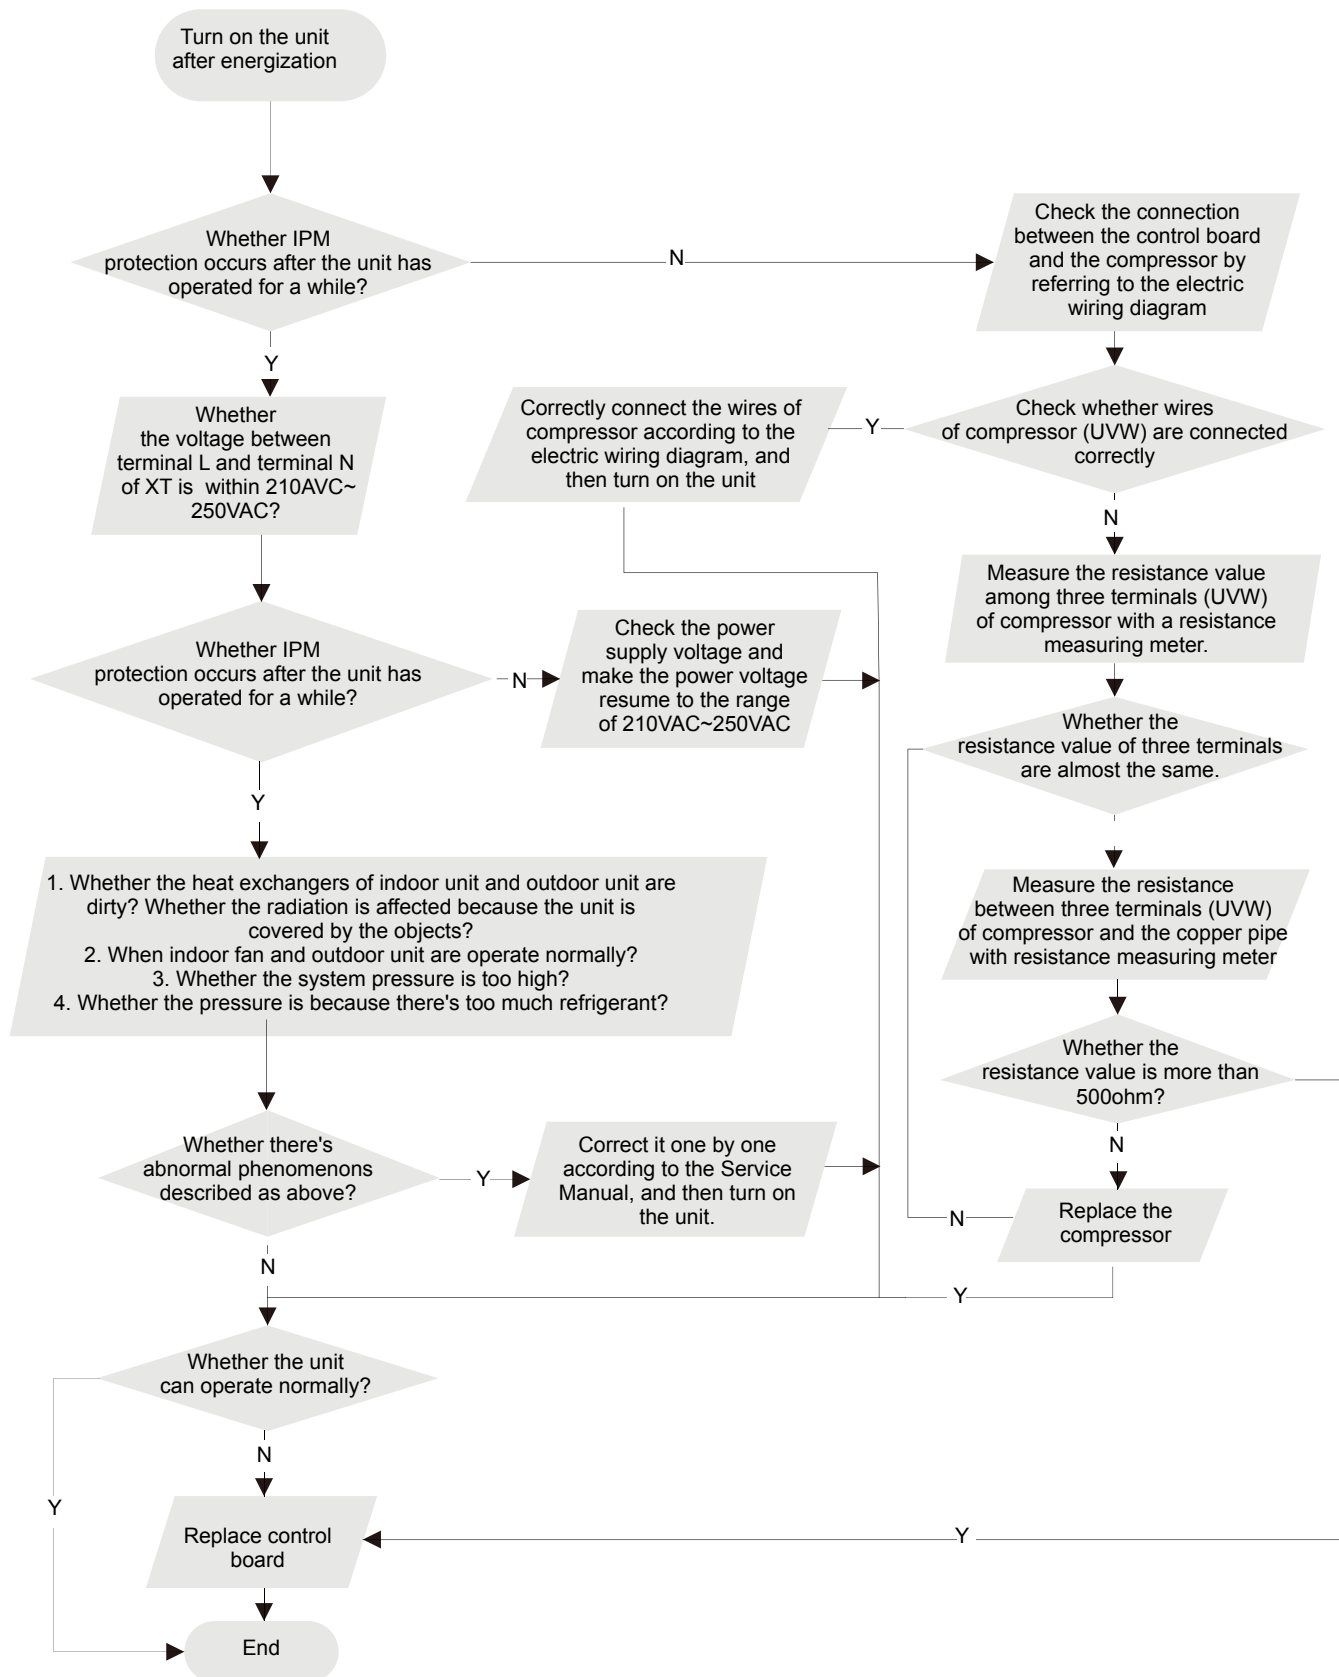 Turn on the unit
after energization
Whether IPM
protection occurs after the unit has
operated for a while?
N
Check the connection
between the control board
and the compressor by
referring to the electric
wiring diagram
Y
Whether
the voltage between
terminal L and terminal N
of XT is within 210AVC~
250VAC?
Correctly connect the wires of
compressor according to the
electric wiring diagram, and
then turn on the unit
Y
Check whether wires
of compressor (UVW) are connected
correctly
N
Measure the resistance value
among three terminals (UVW)
of compressor with a resistance
measuring meter.
Whether IPM
protection occurs after the unit has
operated for a while?
N
Check the power
supply voltage and
make the power voltage
resume to the range
of 210VAC~250VAC
Whether the
resistance value of three terminals
are almost the same.
Y
1. Whether the heat exchangers of indoor unit and outdoor unit are
dirty? Whether the radiation is affected because the unit is
covered by the objects?
2. When indoor fan and outdoor unit are operate normally?
3. Whether the system pressure is too high?
4. Whether the pressure is because there's too much refrigerant?
Measure the resistance
between three terminals (UVW)
of compressor and the copper pipe
with resistance measuring meter
Whether the
resistance value is more than
500ohm?
N
Whether there's
abnormal phenomenons
described as above?
Y
Correct it one by one
according to the Service
Manual, and then turn on
the unit.
N
Replace the
compressor
N
Y
Whether the unit
can operate normally?
N
Y
Replace control
board
Y
End